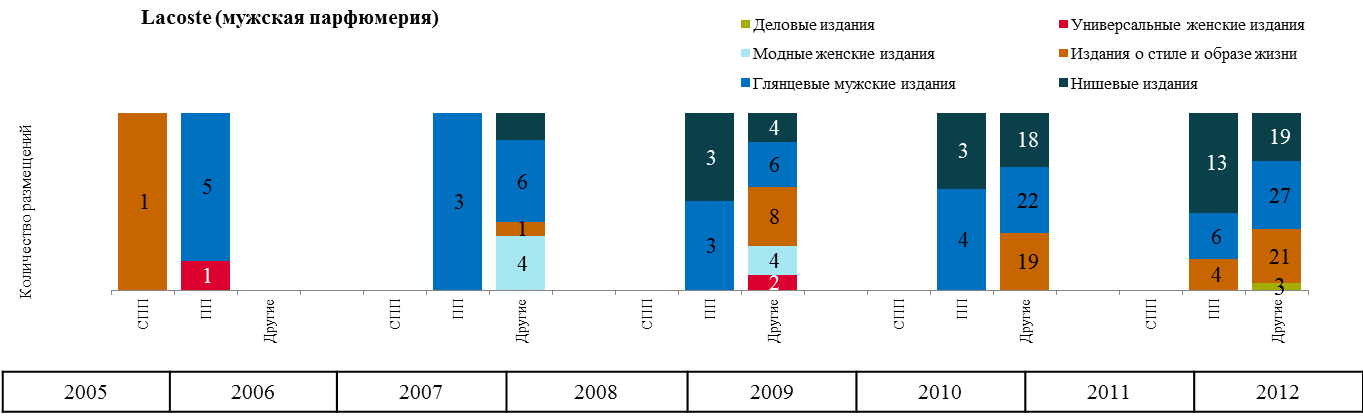 Lacoste (мужская парфюмерия)
Деловые издания
Универсальные женские издания
Модные женские издания
Издания о стиле и образе жизни
Глянцевые мужские издания
Нишевые издания
Количество размещений
1
5
1
3
6
1
4
3
3
4
6
8
4
2
3
4
18
22
19
13
6
4
19
27
21
3
СПП
ПП
Другие
СПП
ПП
Другие
СПП
ПП
Другие
СПП
ПП
Другие
СПП
ПП
Другие
2005 2006 2007 2008 2009 2010 2011 2012